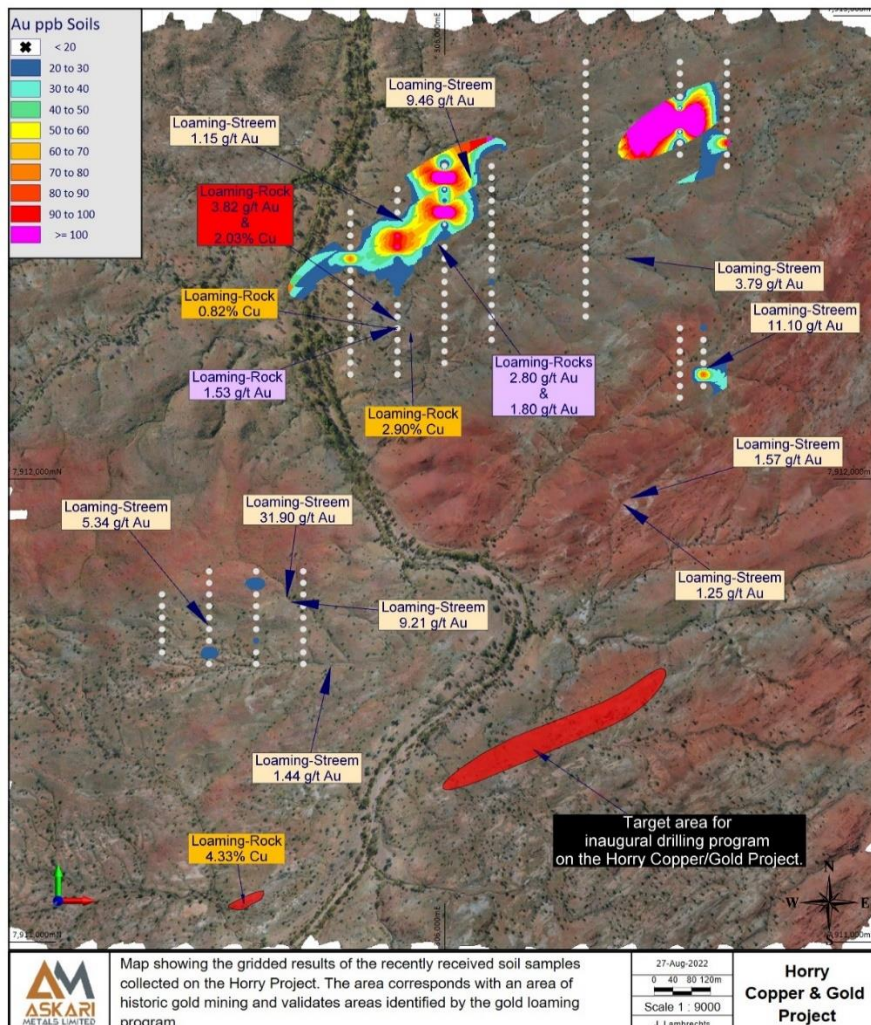 Au ppb Soils
< 20
20 to 30
30 to 40
40 to 50
50 to 60
60 to 70
70 to 80
80 to 90
90 to 100
>= 100
Loaming-Streem
9.46 g/t Au
Loaming-Streem
1.15 g/t Au
Loaming-Rock
3.82 g/t Au
&
2.03% Cu
Loaming-Rock
0.82% Cu
Loaming-Rock
1.53 g/t Au
Loaming-Rock
2.90% Cu
Loaming-Rocks
2.80 g/t Au
&
1.80 g/t Au
Loaming-Streem
3.79 g/t Au
Loaming-Streem
11.10 g/t Au
7,912,000mN
7,912,000mN
Loaming-Streem
1.57 g/t Au
Loaming-Streem
1.25 g/t Au
Loaming-Streem
31.90 g/t Au
Loaming-Streem
5.34 g/t Au
Loaming-Streem
9.21 g/t Au
Loaming-Streem
1.44 g/t Au
Target area for
inaugural drilling program
on the Horry Copper/Gold Project.
Loaming-Rock
4.33% Cu
N
W E
S
7,911,000mN
AM
ASKARI
METALS LIMITED
Map showing the gridded results of the recently received soil samples
collected on the Horry Project. The area corresponds with an area of
historic gold mining and validates areas identified by the gold loaming
program
27-Aug-2022
0 40 80 120m
Scale 1 : 9000
J. Lambrechts
Horry
Copper & Gold
Project